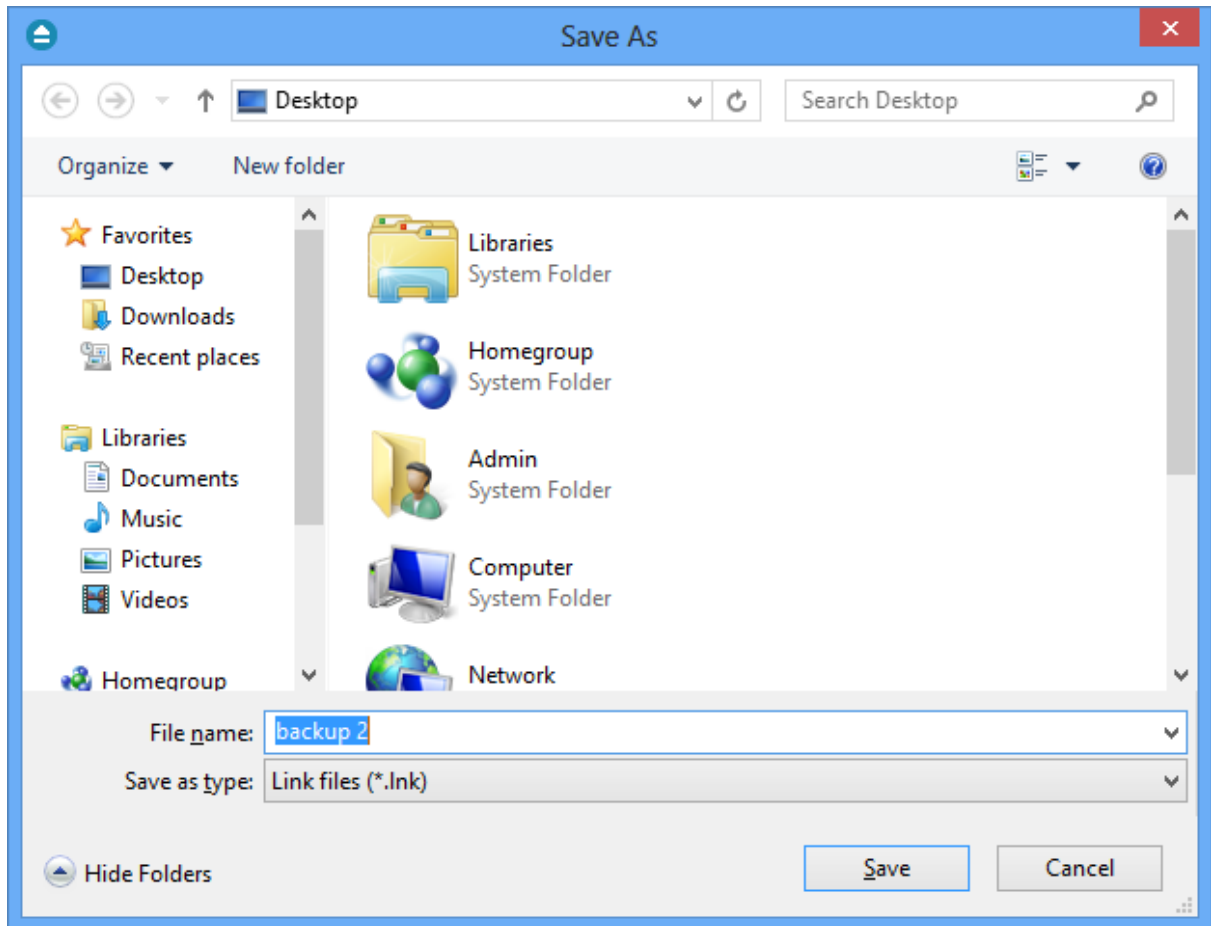 Save As
Desktop
Search Desktop
Organize
New folder
Favorites
Desktop
Downloads
Recent places
Libraries
Documents
Music
Pictures
Videos
Homegroup
Libraries
System Folder
Homegroup
System Folder
Admin
System Folder
Computer
System Folder
Network
File name:
backup 2
Save as type:
Link files (*.lnk)
Hide Folders
Save
Cancel